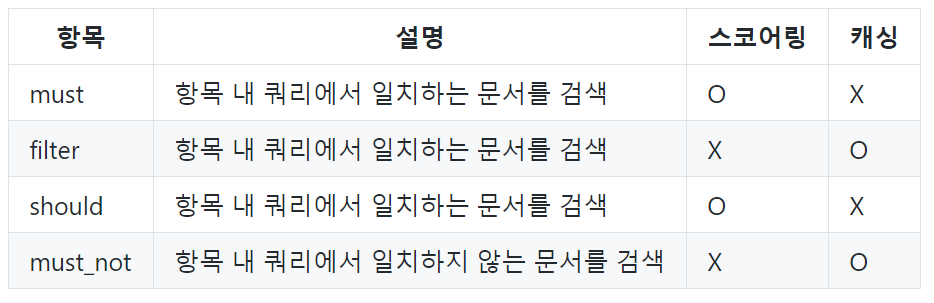 항목 설명 스코어링 캐싱
must 항목 내 쿼리에서 일치하는 문서를 검색 O X
filter 항목 내 쿼리에서 일치하는 문서를 검색 X O
should 항목 내 쿼리에서 일치하는 문서를 검색 O X
must_not 항목 내 쿼리에서 일치하지 않는 문서를 검색 X O